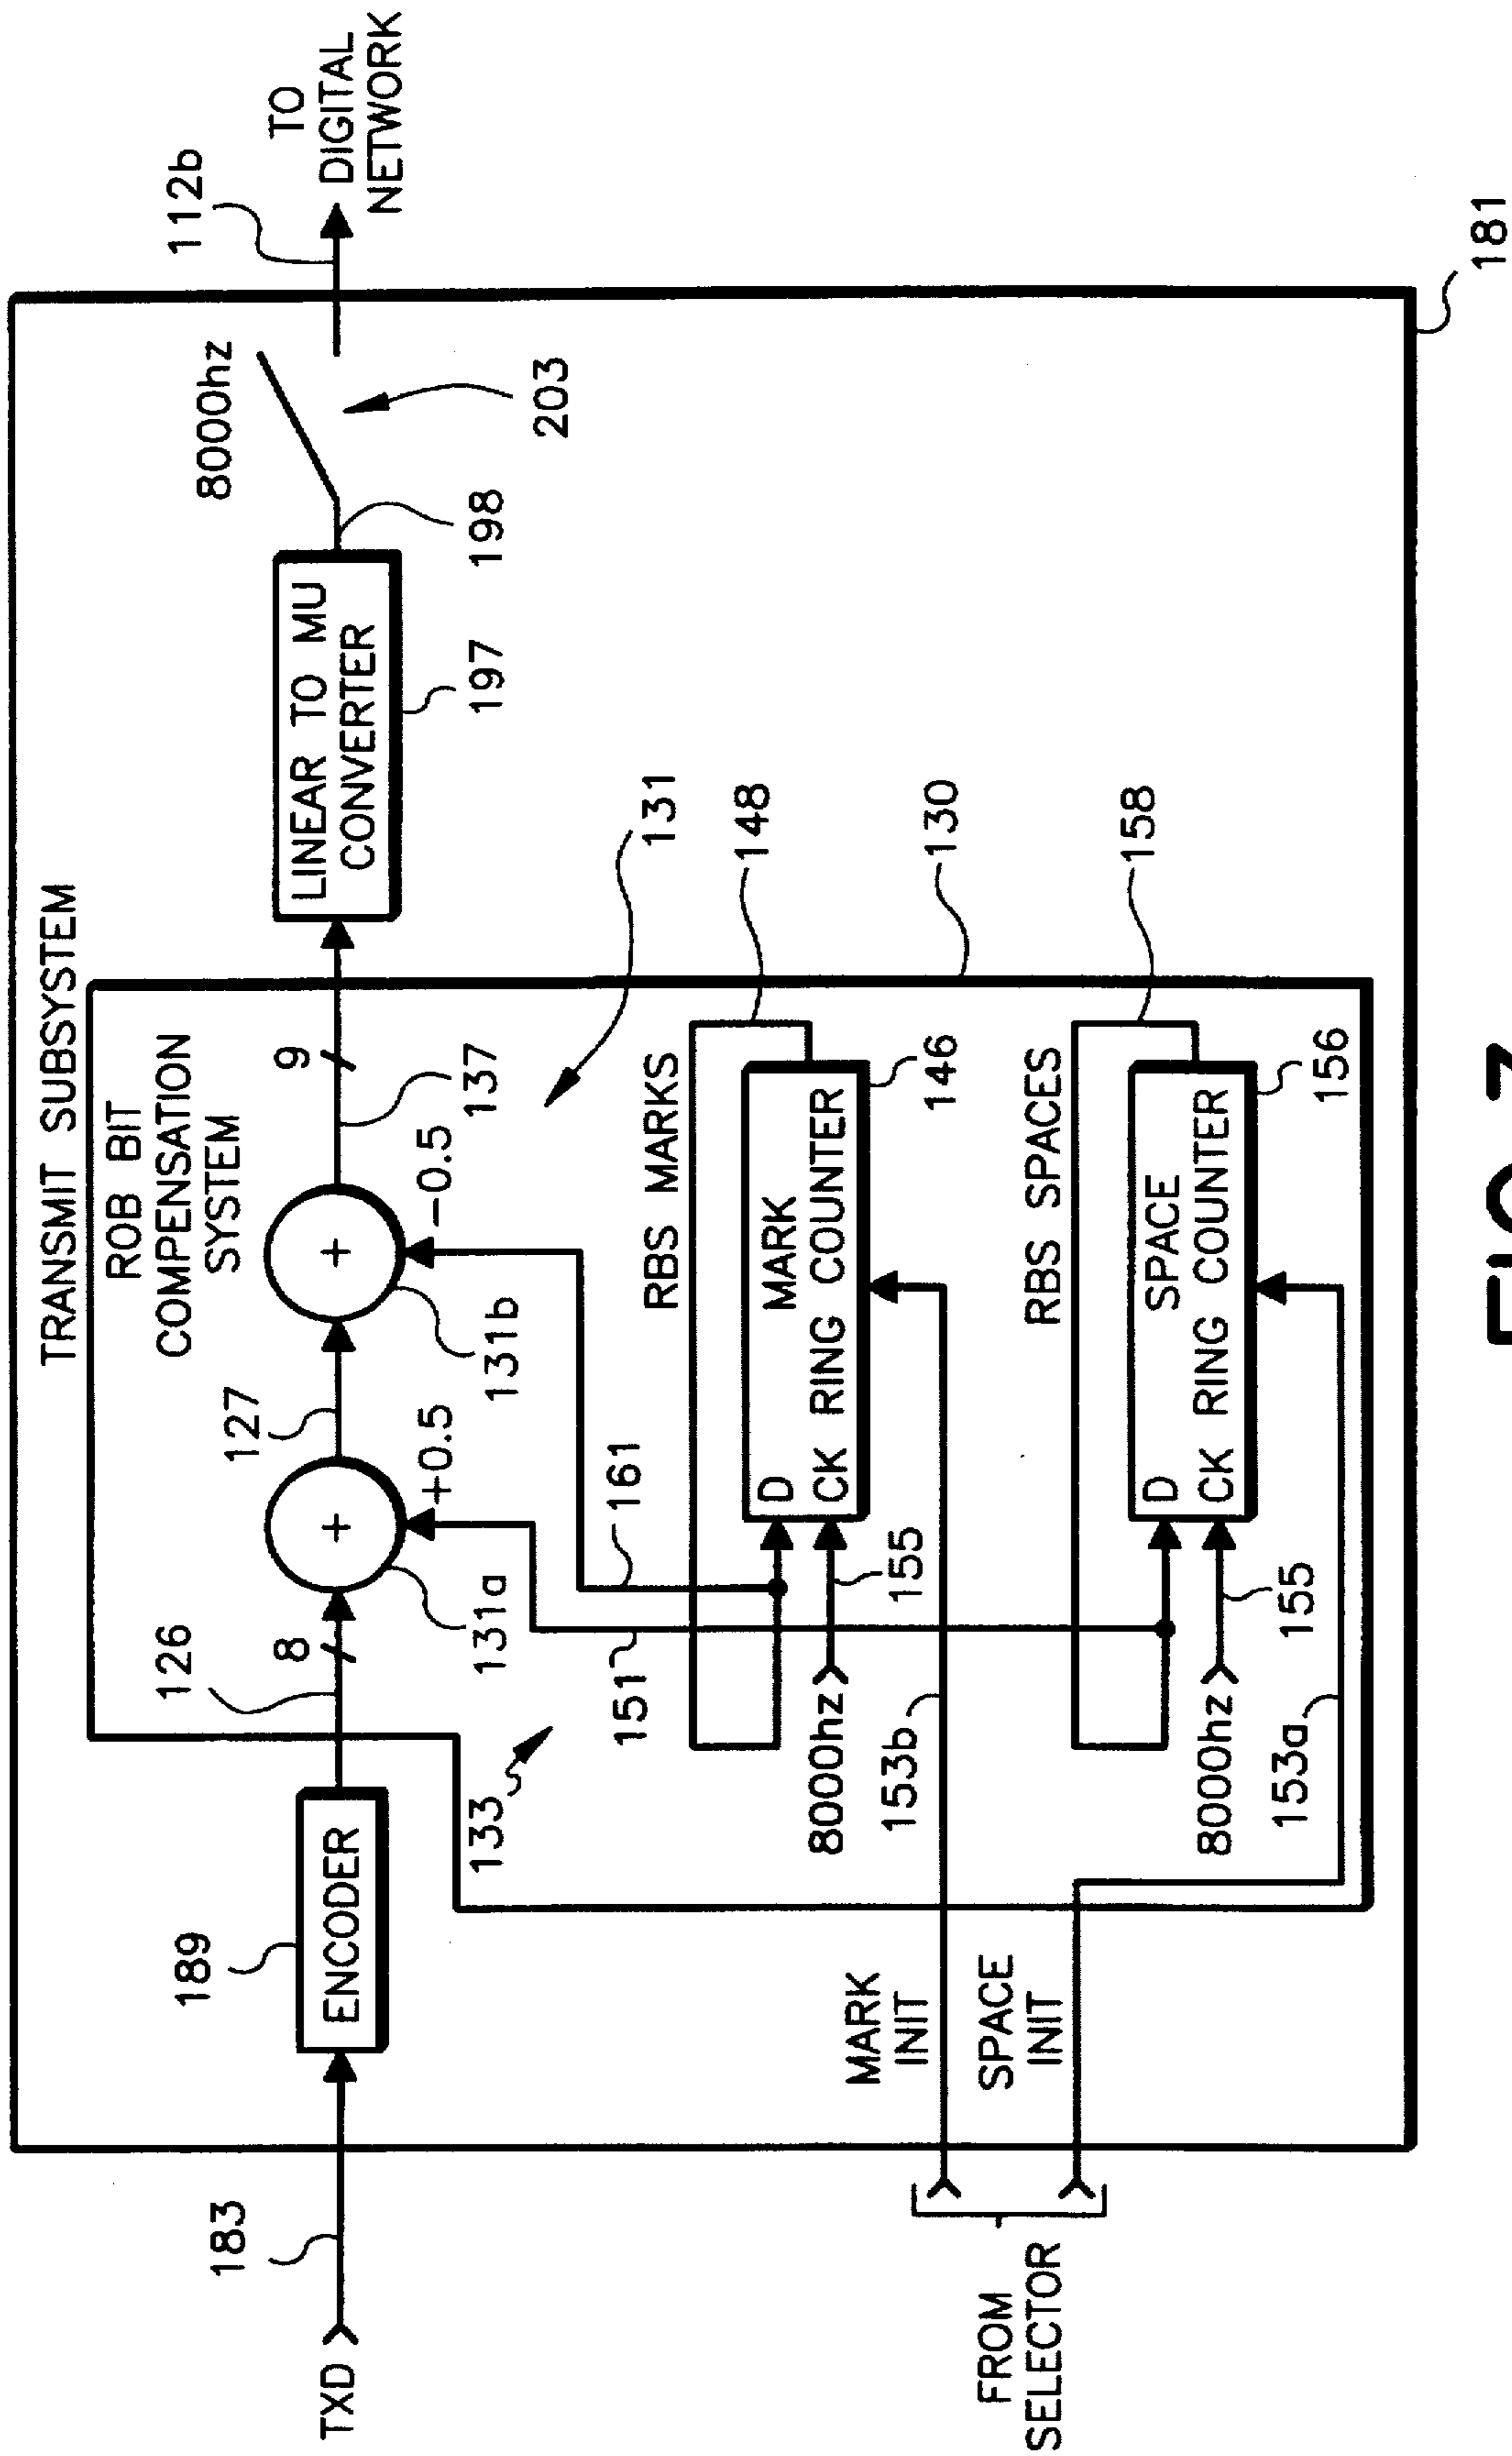 TRANSMIT SUBSYSTEM
ROB BIT
COMPENSATION
SYSTEM
TXD
183
189
ENCODER
126
8
131a
+
+0.5
127
131b
+
−0.5
137
9
LINEAR TO MU
CONVERTER
197
198
8000hz
203
112b
TO
DIGITAL
NETWORK
133
151
161
131
RBS MARKS
148
D
MARK
CK RING COUNTER
146
8000hz
155
153b
130
RBS SPACES
158
D
SPACE
CK RING COUNTER
156
8000hz
155
153a
MARK
INIT
SPACE
INIT
FROM
SELECTOR
181